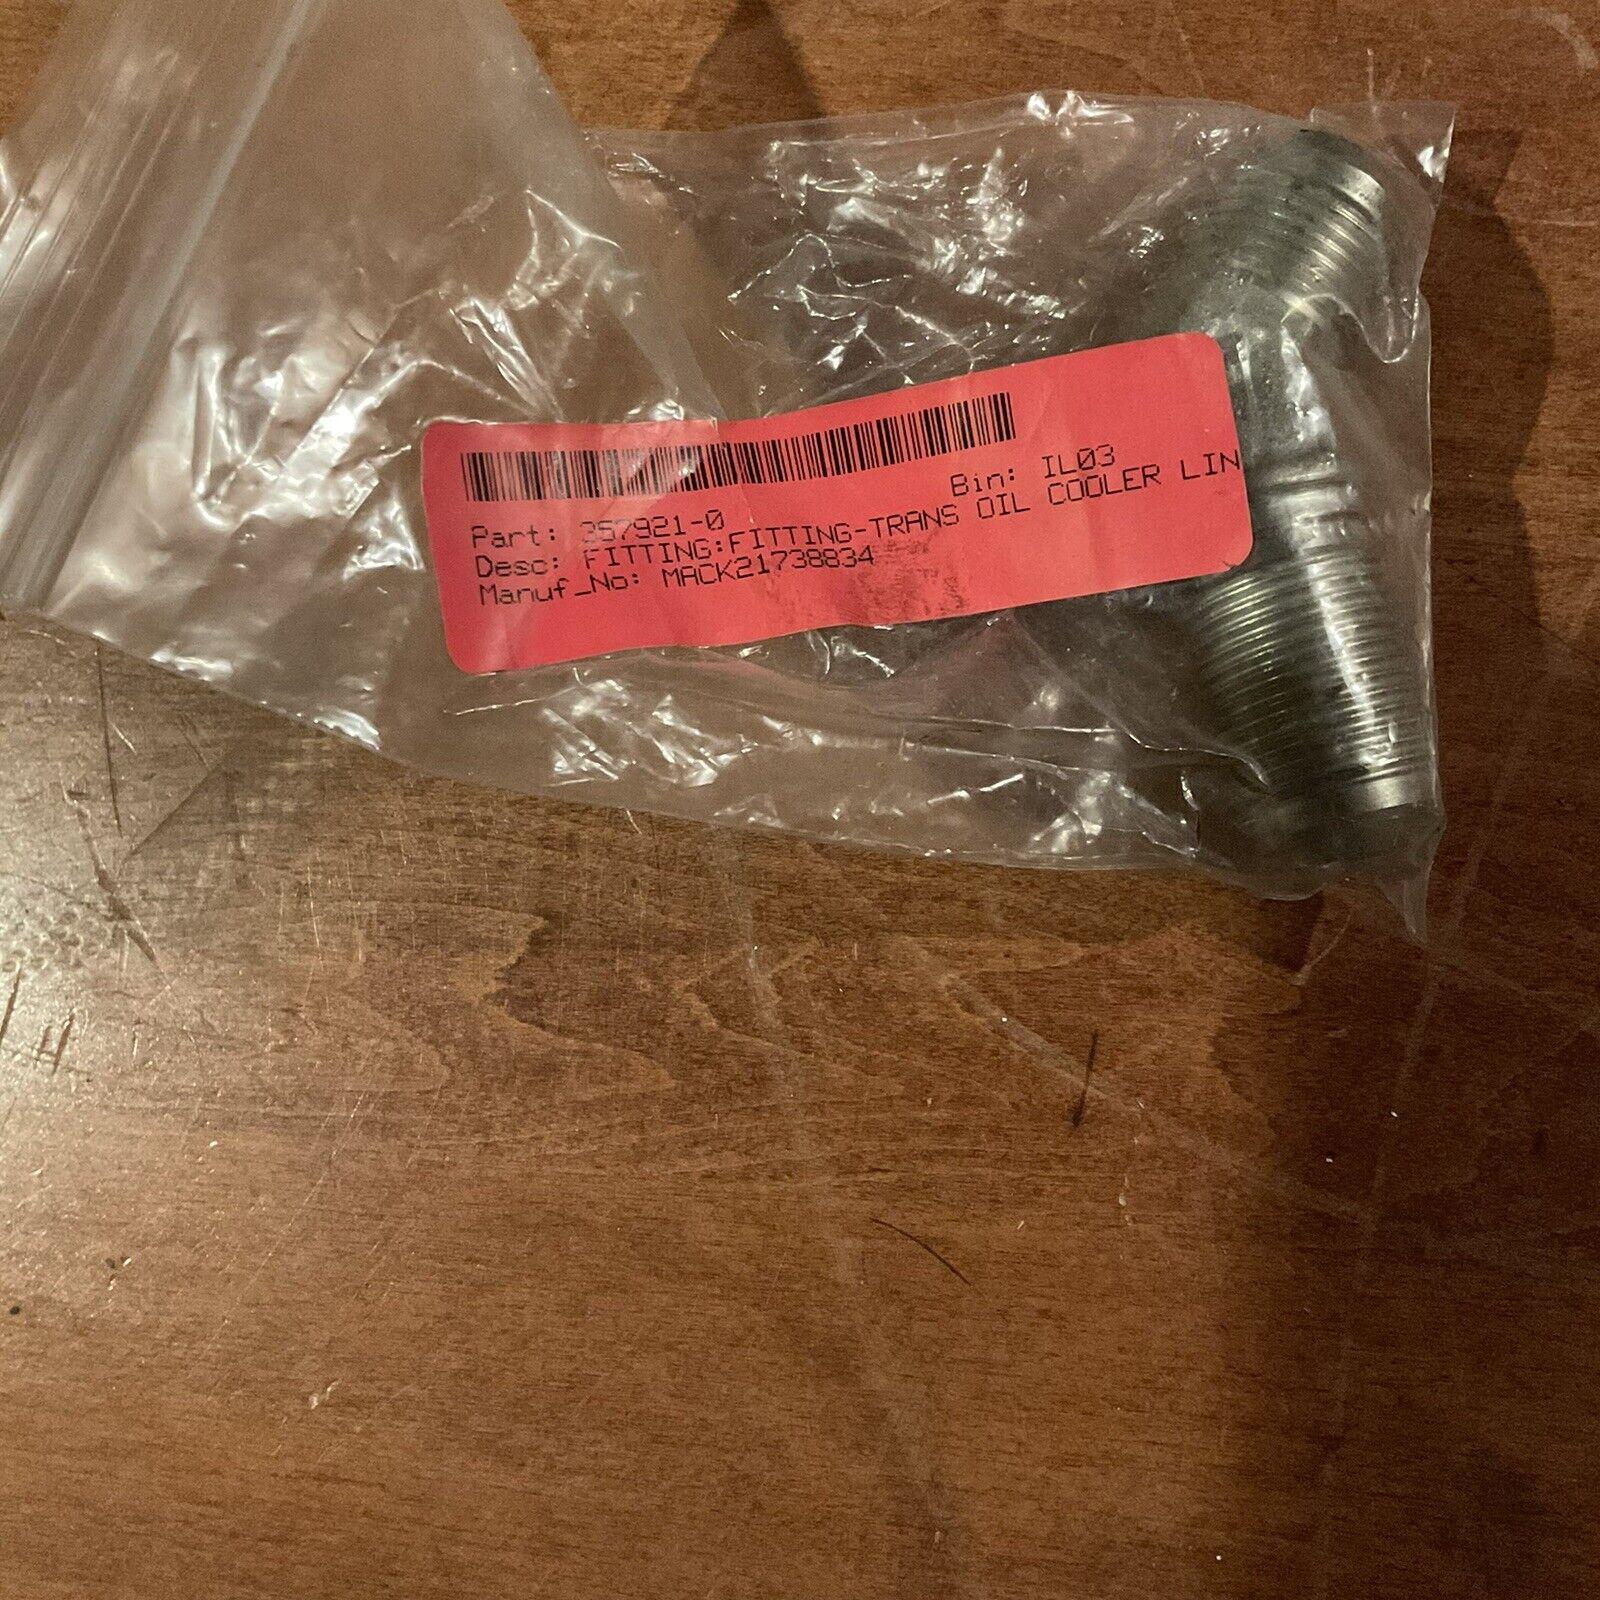 Bin: IL03
Part: 357921-0
Desc: FITTING:FITTING-TRANS OIL COOLER LIN
Manuf_No: MACK21738834